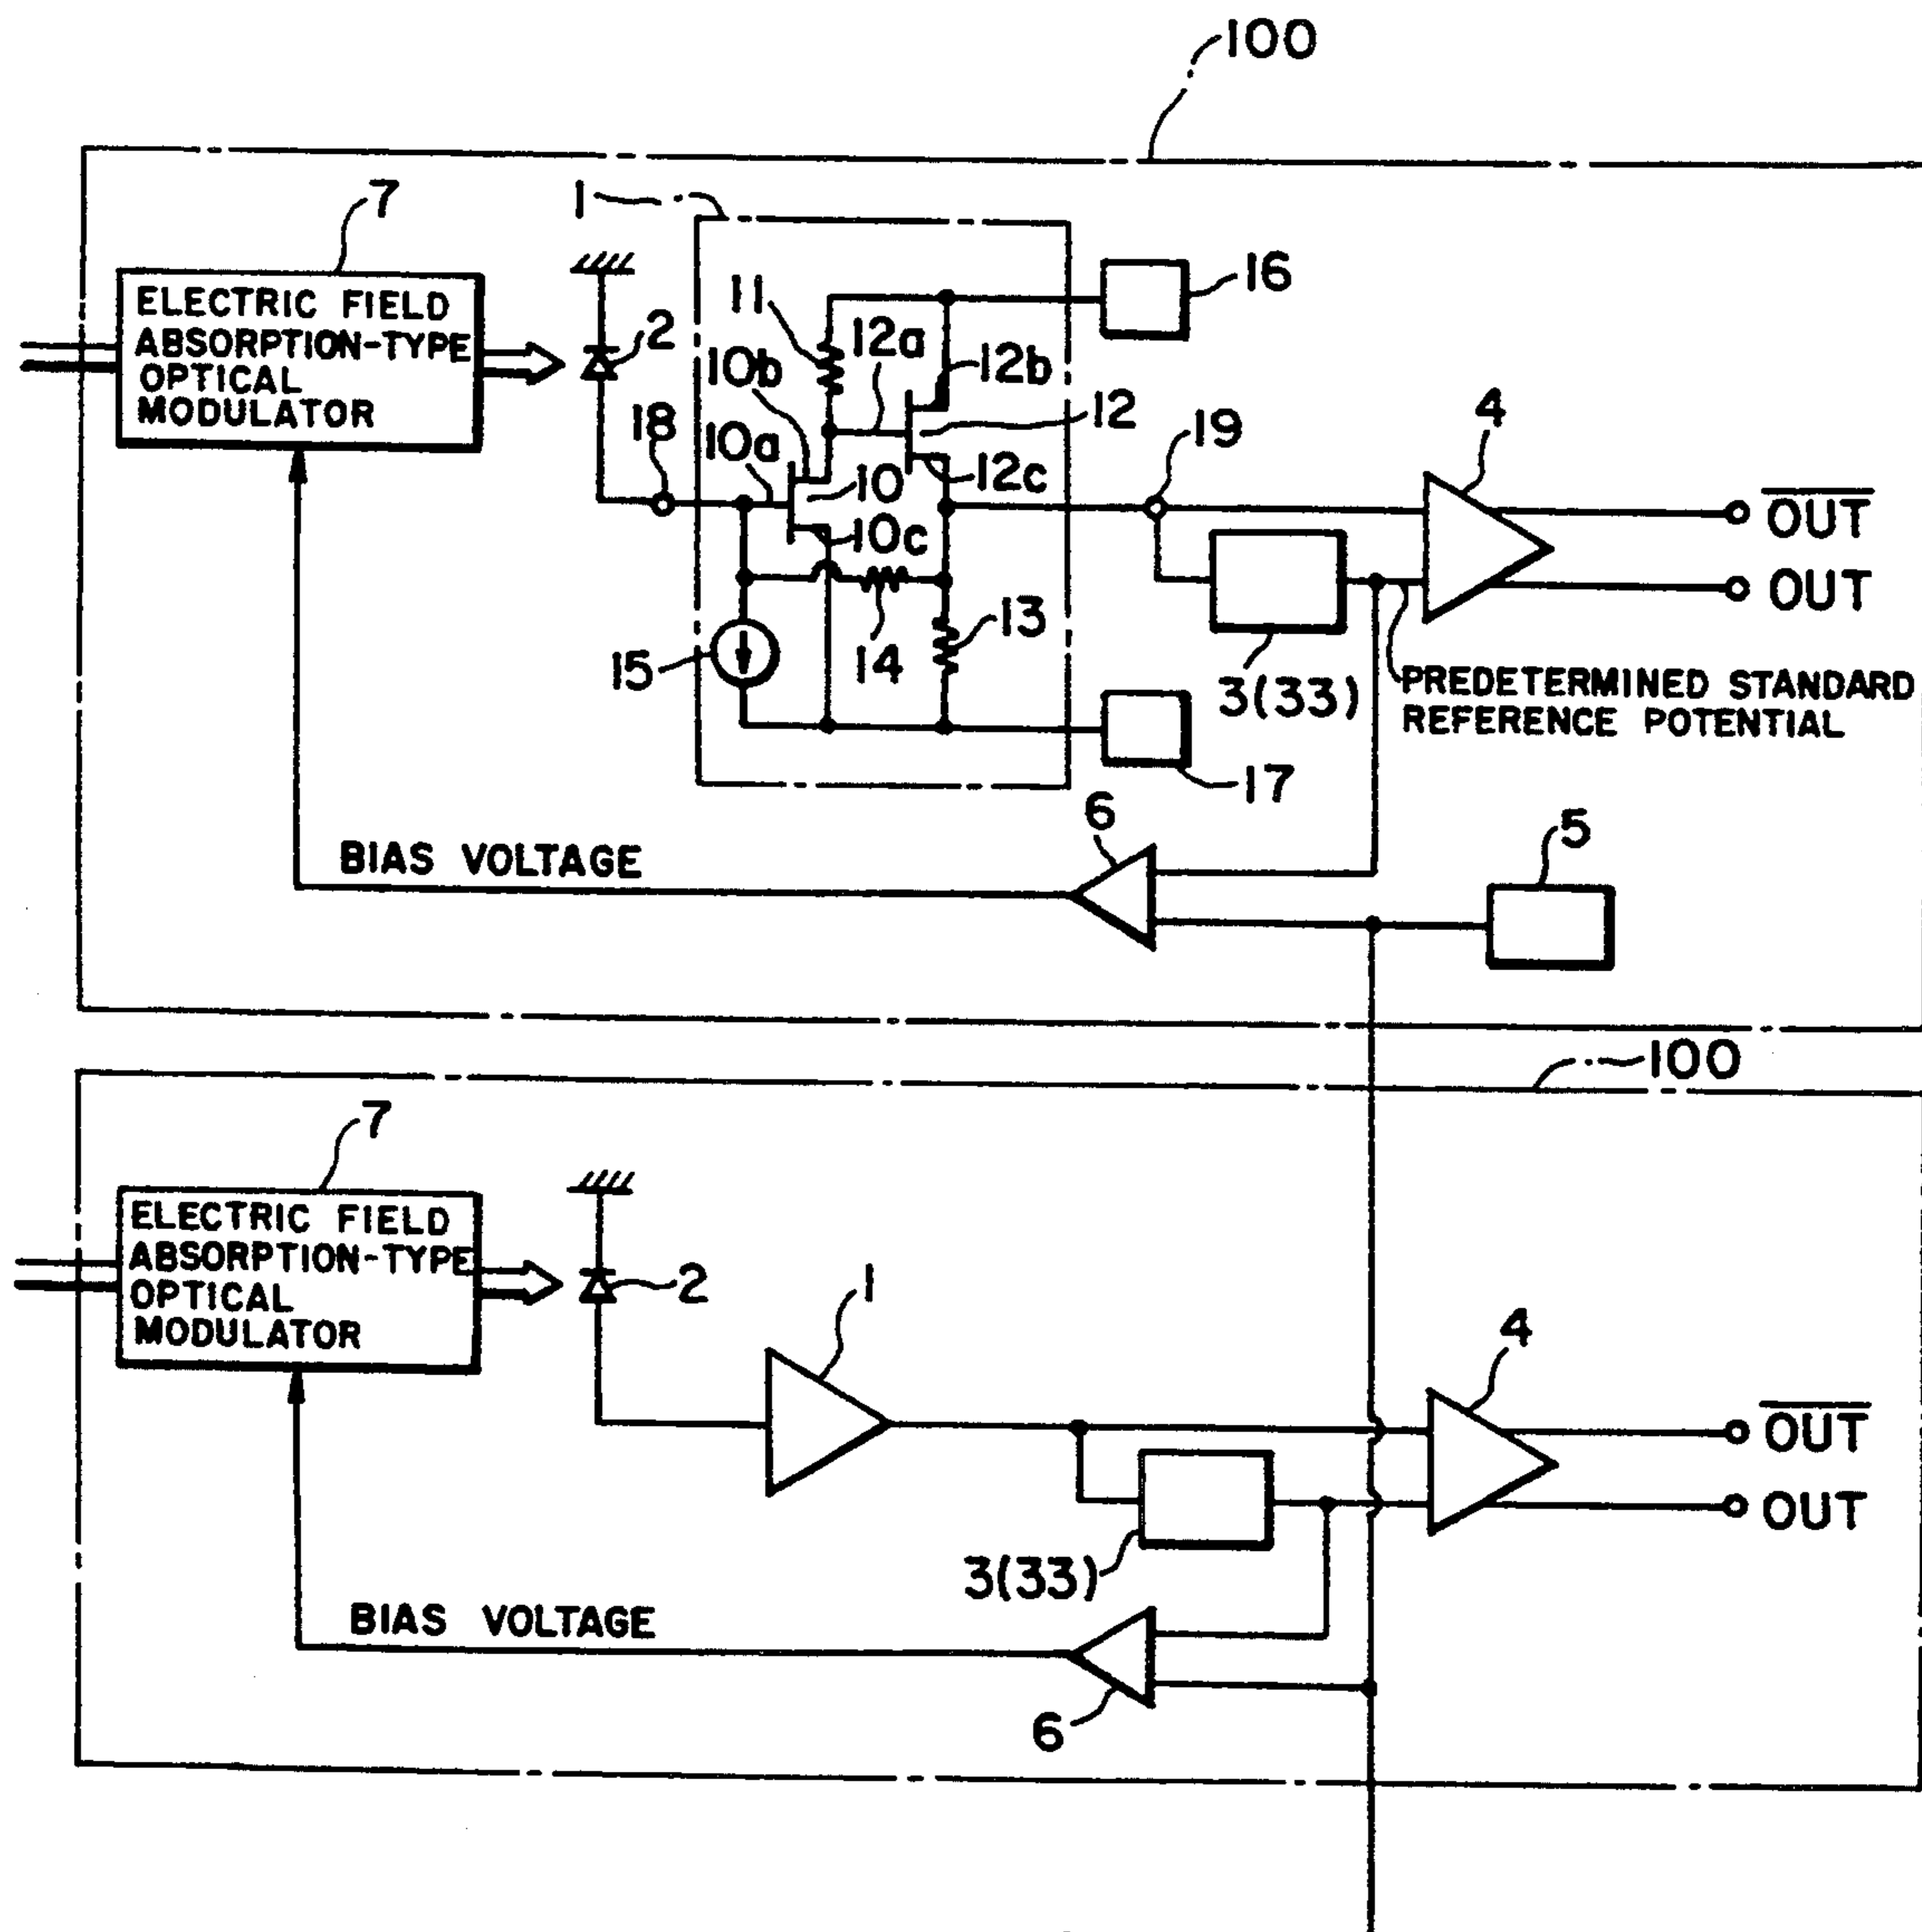 100
7
1
ELECTRIC FIELD
ABSORPTION-TYPE
OPTICAL
MODULATOR
2
11
12a
12b
16
10b
12
4
18
10a
10
12c
19
OUT
10c
OUT
15
14
13
3(33)
PREDETERMINED STANDARD
REFERENCE POTENTIAL
17
6
5
BIAS VOLTAGE
100
7
ELECTRIC FIELD
ABSORPTION-TYPE
OPTICAL
MODULATOR
2
1
4
OUT
OUT
3(33)
BIAS VOLTAGE
6